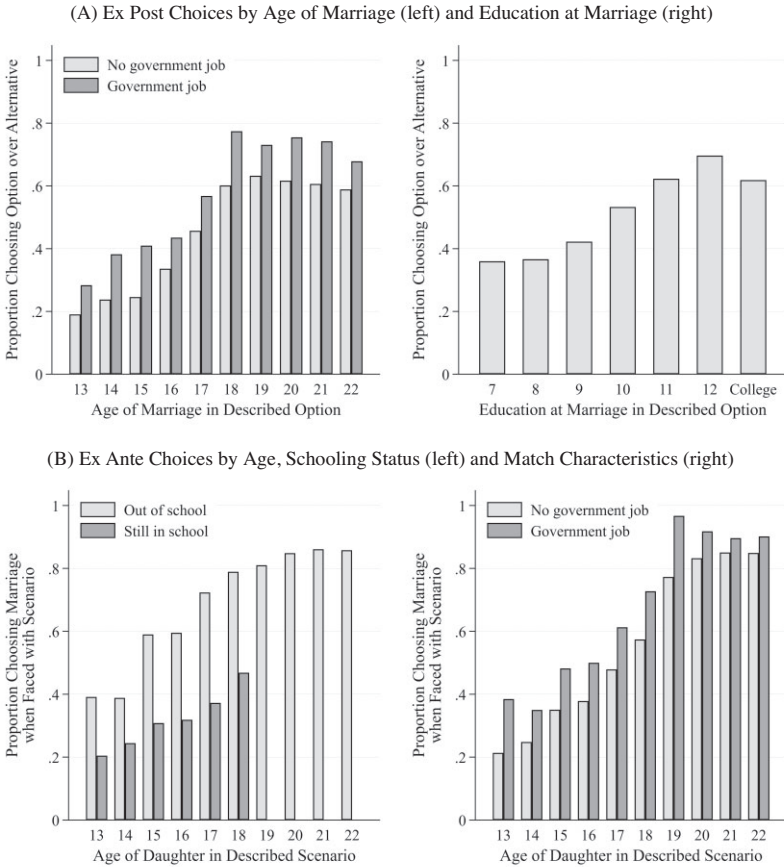 (A) Ex Post Choices by Age of Marriage (left) and Education at Marriage (right)
Proportion Choosing Option over Alternative
1
.8
.6
.4
.2
0
No government job
Government job
13 14 15 16 17 18 19 20 21 22
Age of Marriage in Described Option
Proportion Choosing Option over Alternative
1
.8
.6
.4
.2
0
7 8 9 10 11 12 College
Education at Marriage in Described Option
(B) Ex Ante Choices by Age, Schooling Status (left) and Match Characteristics (right)
Proportion Choosing Marriage
when Faced with Scenario
1
.8
.6
.4
.2
0
Out of school
Still in school
13 14 15 16 17 18 19 20 21 22
Age of Daughter in Described Scenario
Proportion Choosing Marriage
when Faced with Scenario
1
.8
.6
.4
.2
0
No government job
Government job
13 14 15 16 17 18 19 20 21 22
Age of Daughter in Described Scenario